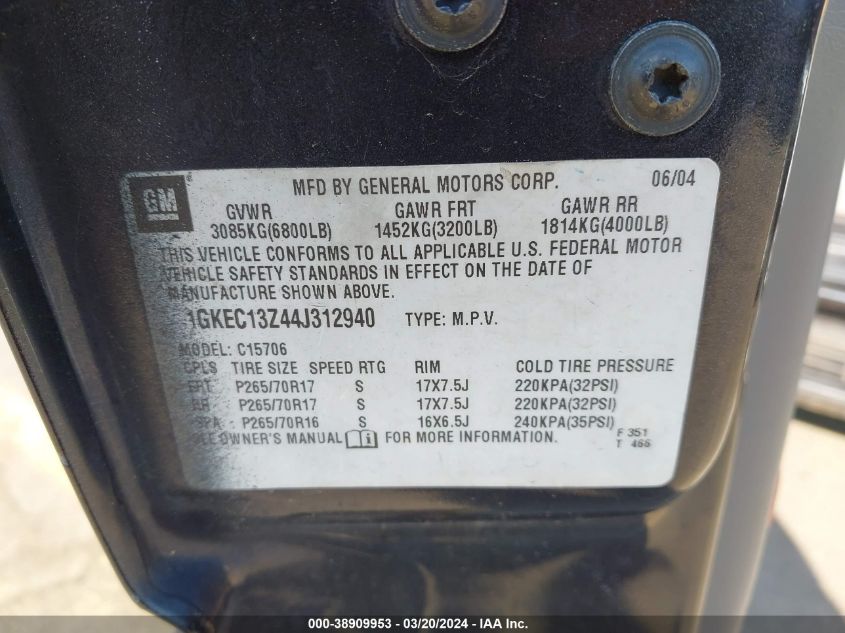 GM
MFD BY GENERAL MOTORS CORP. 06/04
GVWR GAWR FRT GAWR RR
3085KG(6800LB) 1452KG(3200LB) 1814KG(4000LB)
THIS VEHICLE CONFORMS TO ALL APPLICABLE U.S. FEDERAL MOTOR
VEHICLE SAFETY STANDARDS IN EFFECT ON THE DATE OF
MANUFACTURE SHOWN ABOVE.
1GKEC13Z44J312940 TYPE: M.P.V.
MODEL: C15706
CPLS TIRE SIZE SPEED RTG RIM COLD TIRE PRESSURE
FRT P265/70R17 S 17X7.5J 220KPA(32PSI)
RR P265/70R17 S 17X7.5J 220KPA(32PSI)
SPA P265/70R16 S 16X6.5J 240KPA(35PSI)
OWNER'S MANUAL i FOR MORE INFORMATION.
F 351
T 466
000-38909953 - 03/20/2024 - IAA Inc.